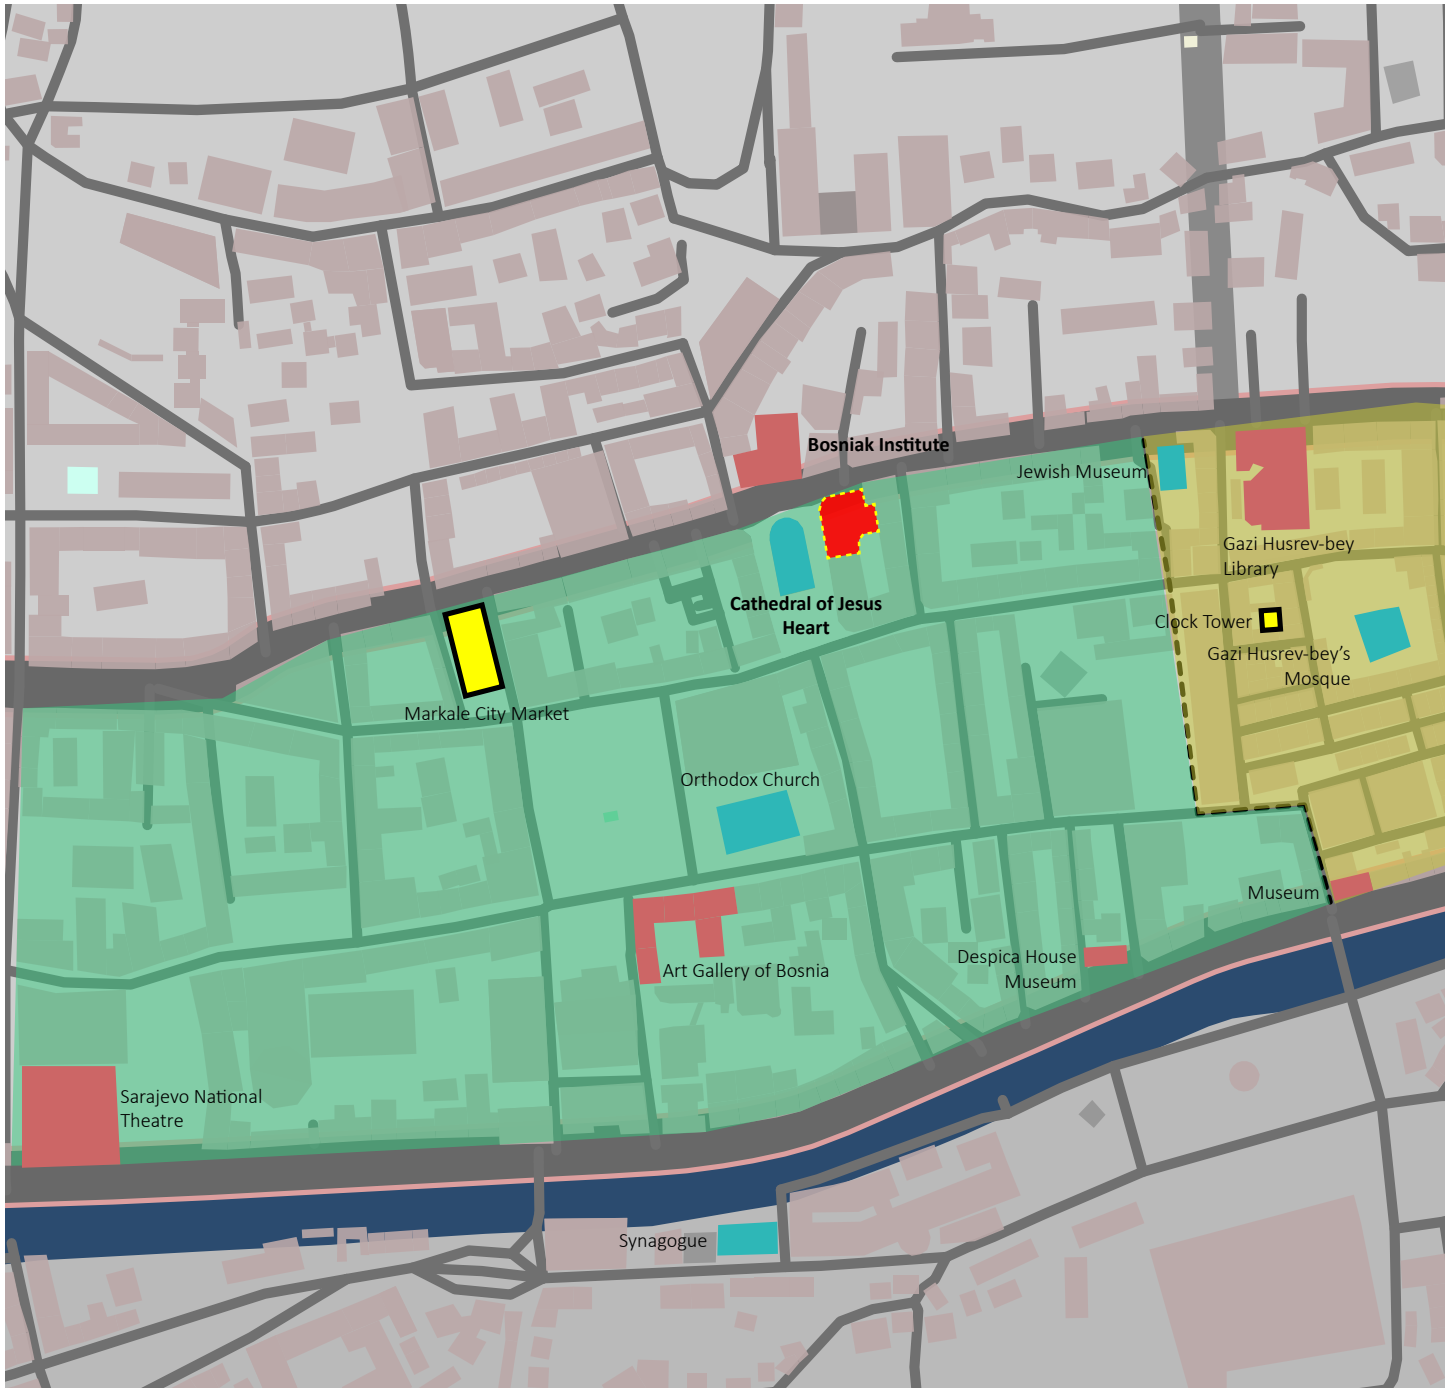 Bosniak Institute
Jewish Museum
Gazi Husrev-bey
Library
Cathedral of Jesus
Heart
Clock Tower
Gazi Husrev-bey’s
Mosque
Markale City Market
Orthodox Church
Museum
Art Gallery of Bosnia
Despica House
Museum
Sarajevo National
Theatre
Synagogue